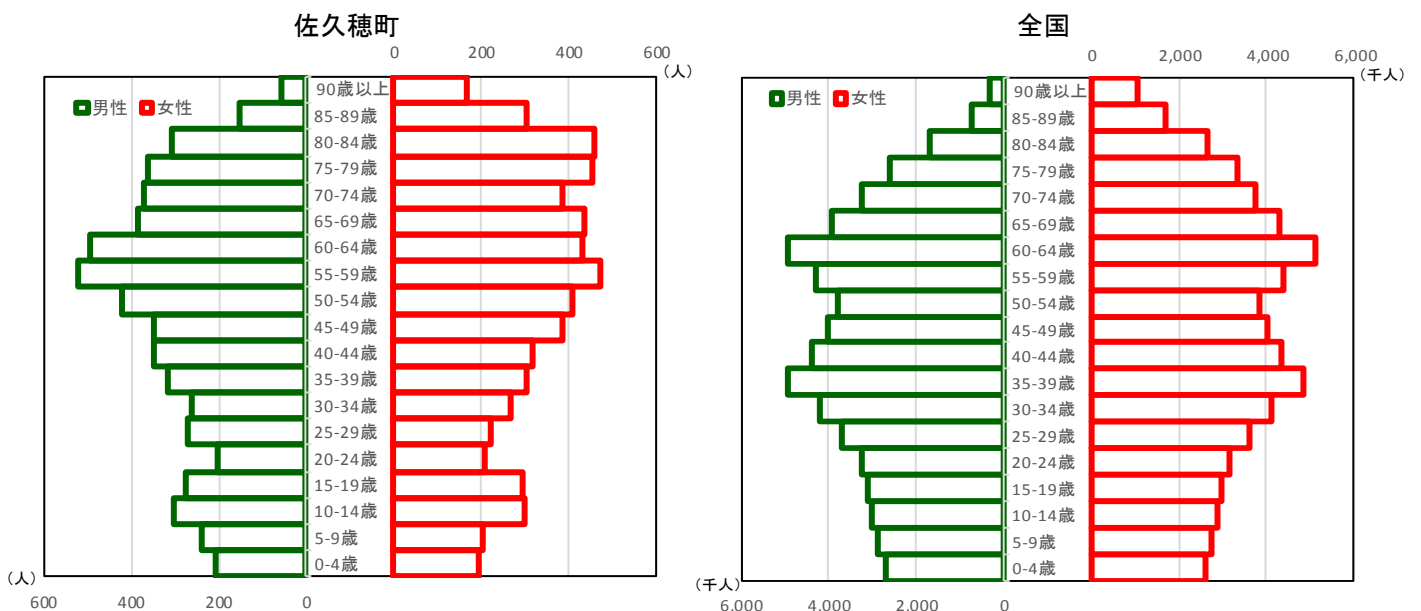 佐久穂町
0 200 400 600
(人)
男性 女性
90歳以上
85-89歳
80-84歳
75-79歳
70-74歳
65-69歳
60-64歳
55-59歳
50-54歳
45-49歳
40-44歳
35-39歳
30-34歳
25-29歳
20-24歳
15-19歳
10-14歳
5-9歳
0-4歳
(人)
600 400 200 0
全国
0 2,000 4,000 6,000
(千人)
男性 女性
90歳以上
85-89歳
80-84歳
75-79歳
70-74歳
65-69歳
60-64歳
55-59歳
50-54歳
45-49歳
40-44歳
35-39歳
30-34歳
25-29歳
20-24歳
15-19歳
10-14歳
5-9歳
0-4歳
(千人)
6,000 4,000 2,000 0